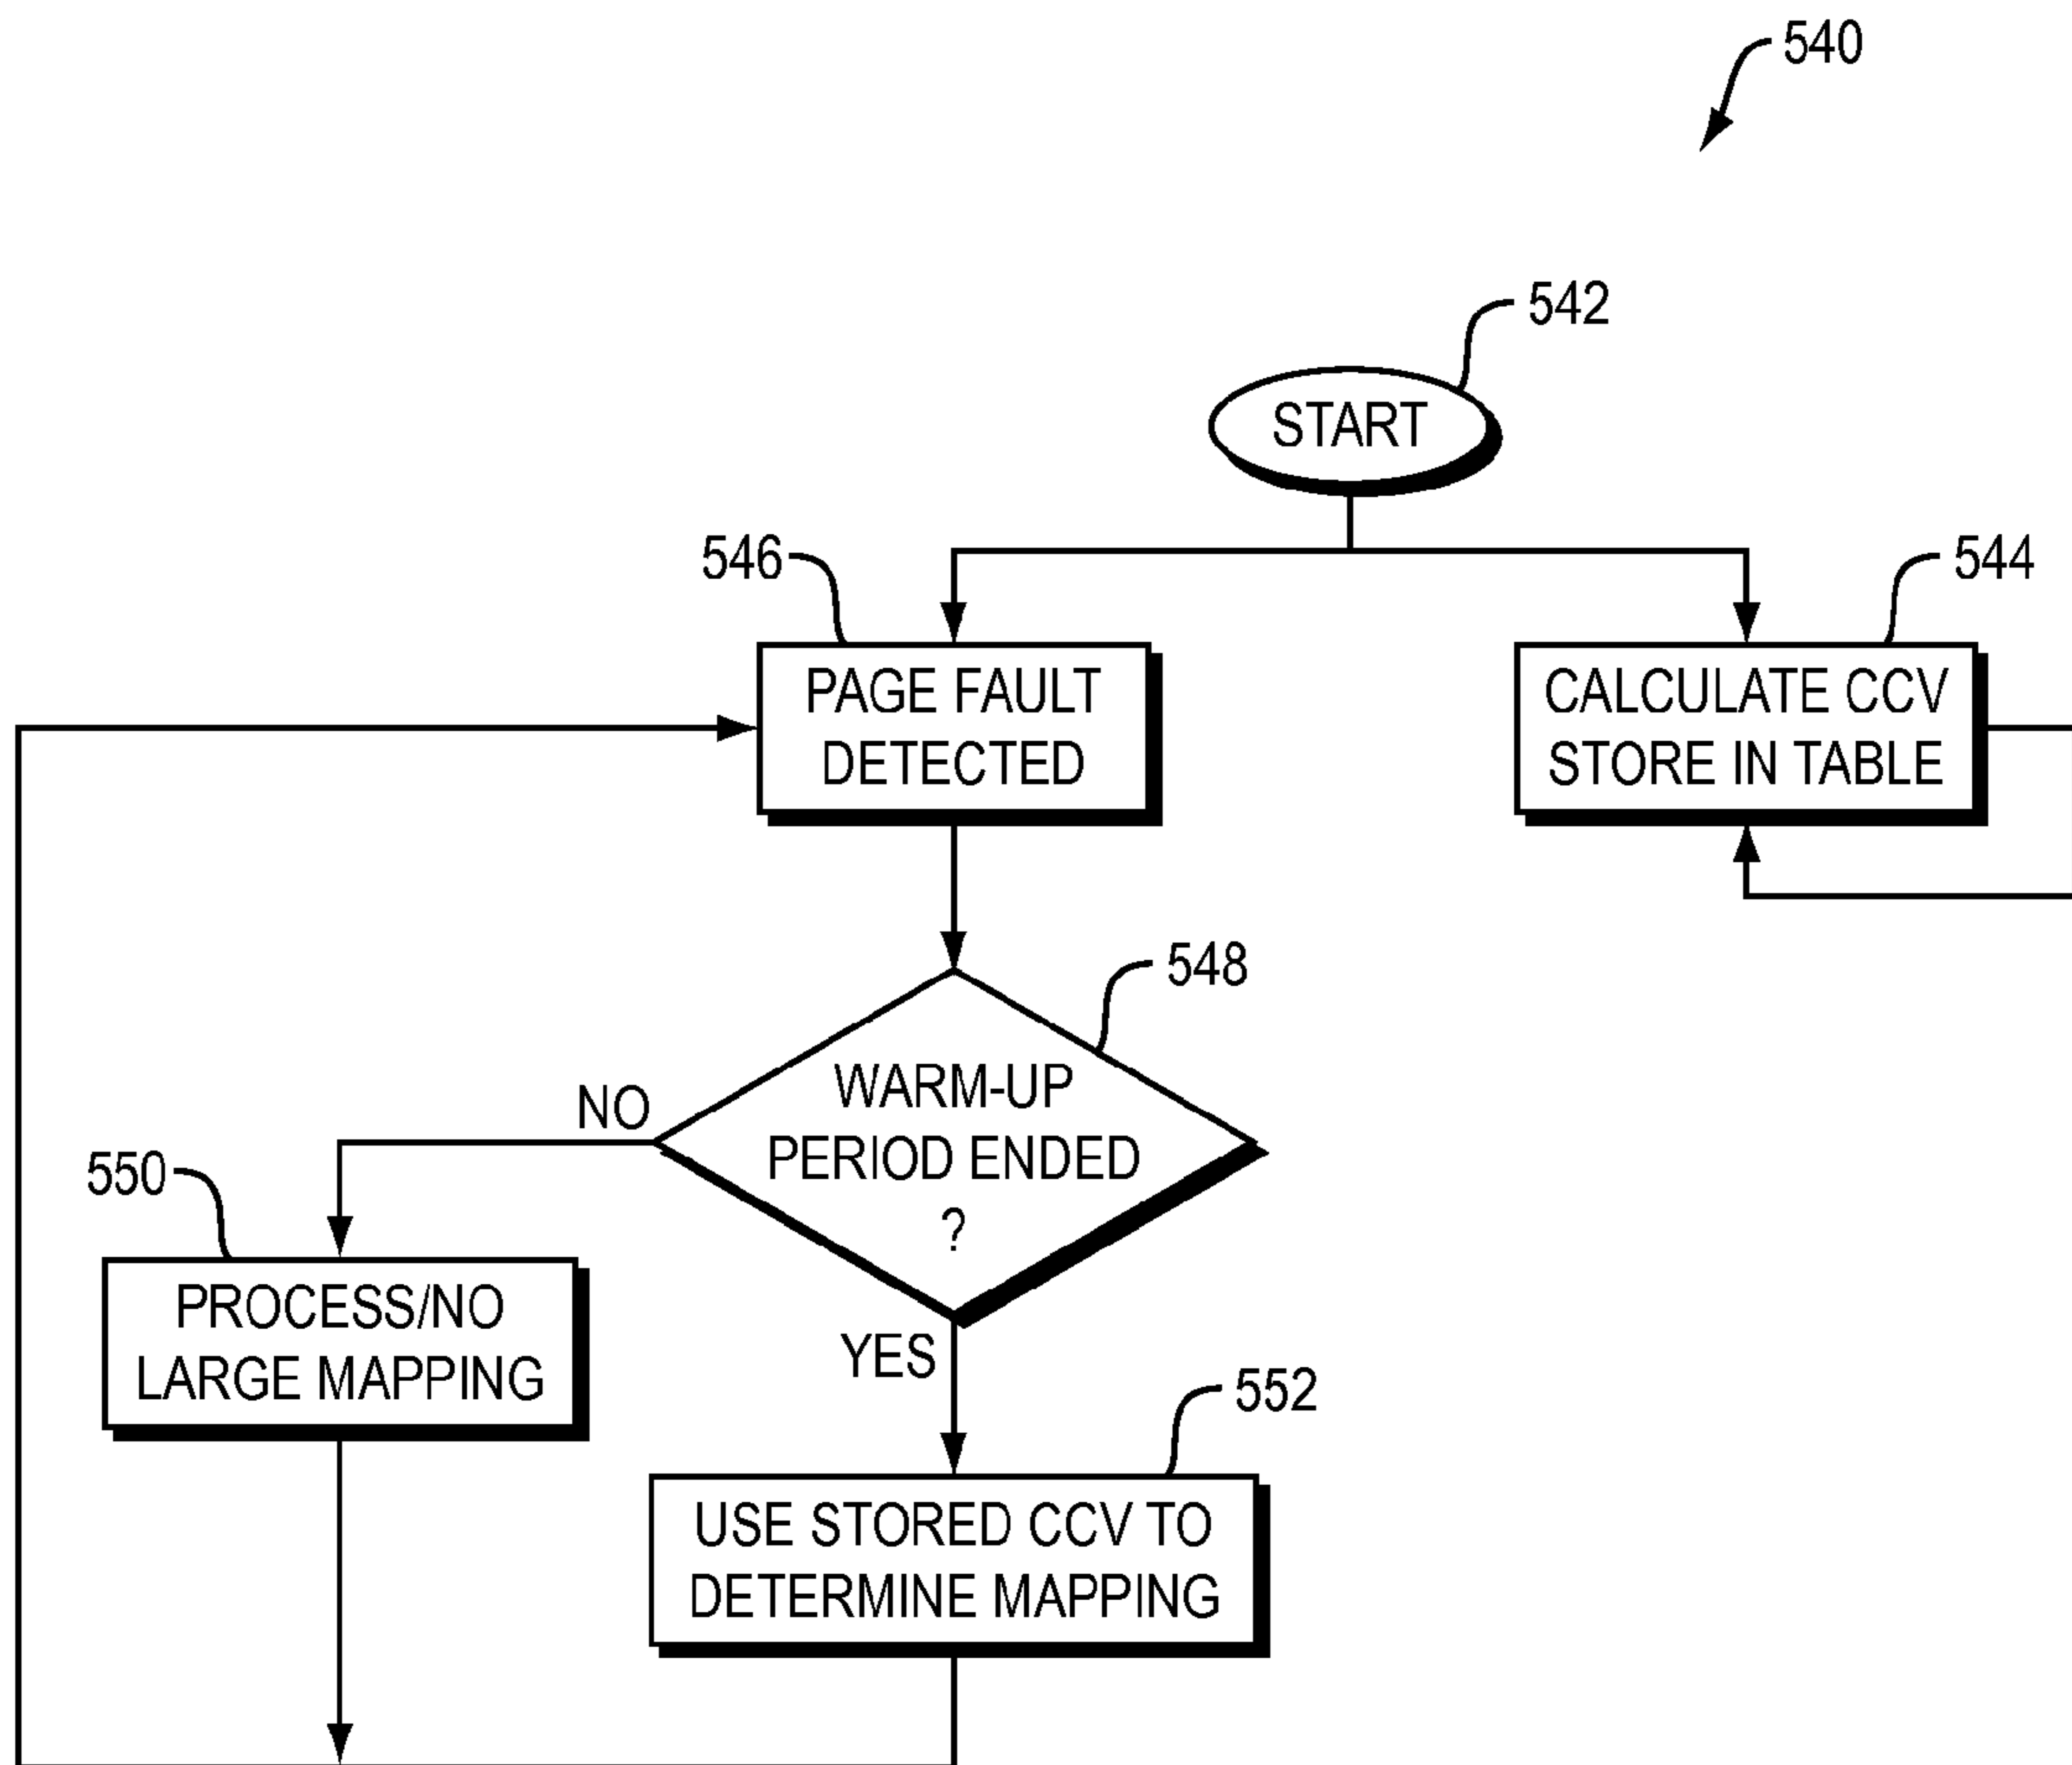 540
542
START
546
544
PAGE FAULT
DETECTED
CALCULATE CCV
STORE IN TABLE
548
WARM-UP
PERIOD ENDED
?
NO
550
PROCESS/NO
LARGE MAPPING
YES
552
USE STORED CCV TO
DETERMINE MAPPING